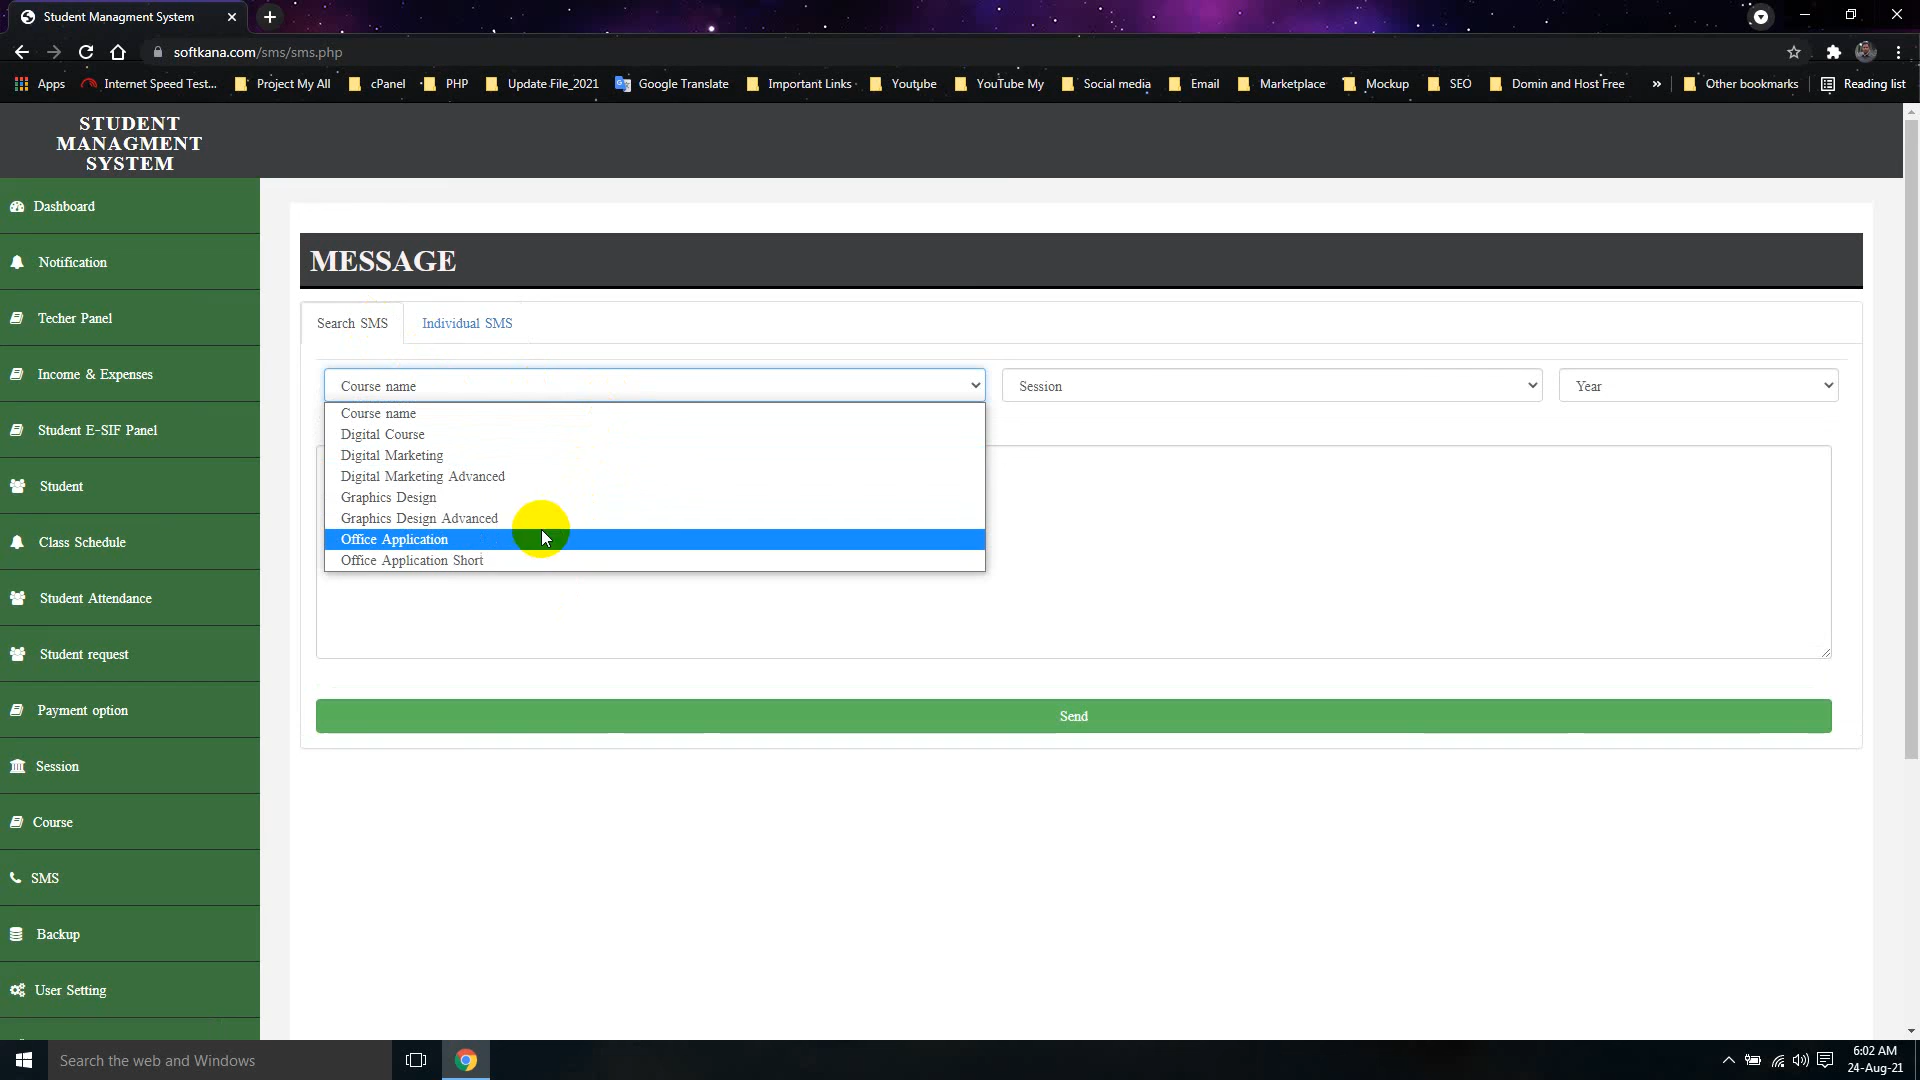 Student Managment System
softkana.com/sms/sms.php
Apps
Internet Speed Test...
Project My All
cPanel
PHP
Update File_2021
Google Translate
Important Links
Youtube
YouTube My
Social media
Email
Marketplace
Mockup
SEO
Domin and Host Free
»
Other bookmarks
Reading list
STUDENT
MANAGMENT
SYSTEM
Dashboard
Notification
Techer Panel
Income & Expenses
Student E-SIF Panel
Student
Class Schedule
Student Attendance
Student request
Payment option
Session
Course
SMS
Backup
User Setting
MESSAGE
Search SMS
Individual SMS
Course name
Session
Year
Course name
Digital Course
Digital Marketing
Digital Marketing Advanced
Graphics Design
Graphics Design Advanced
Office Application
Office Application Short
Send
Search the web and Windows
6:02 AM
24-Aug-21